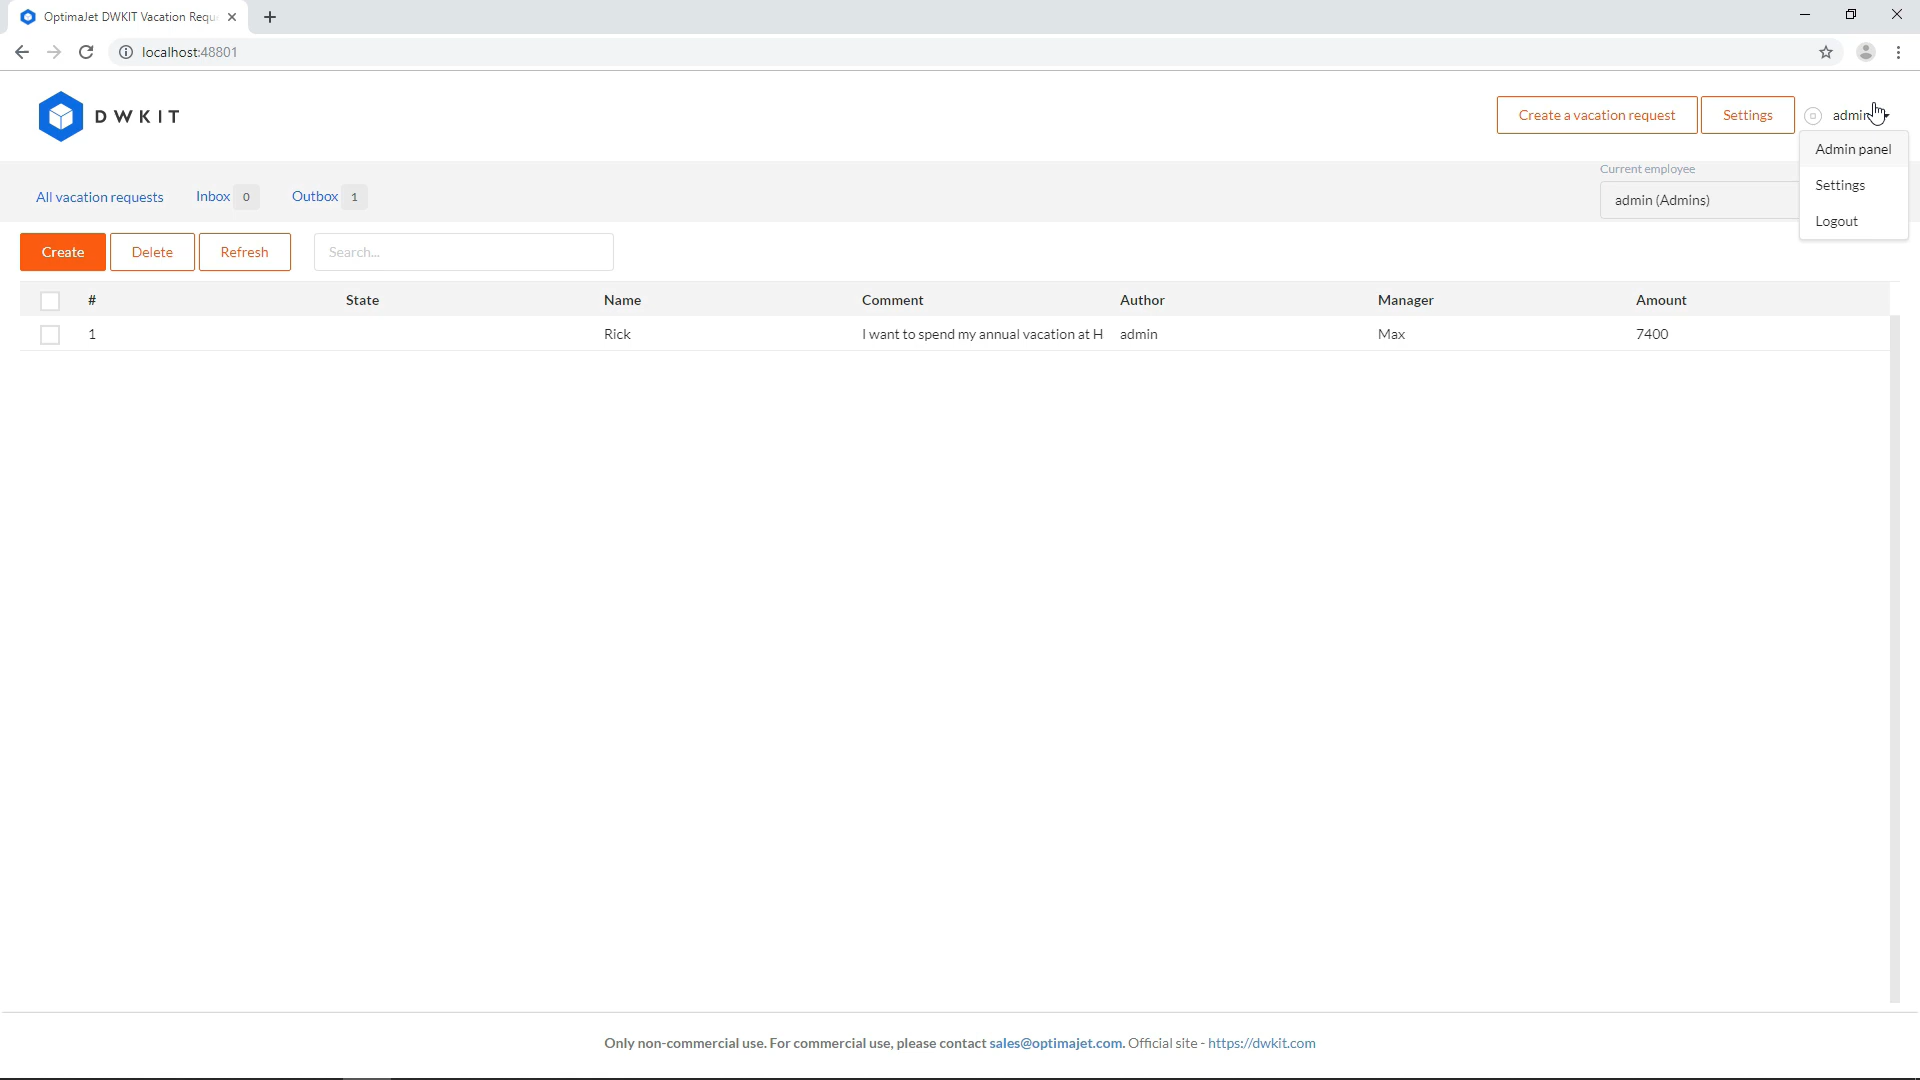 OptimaJet DWKIT Vacation Requ
localhost:48801
DWKIT
Create a vacation request
Settings
admin
Admin panel
Settings
Logout
All vacation requests
Inbox 0
Outbox 1
Current employee
admin (Admins)
Create
Delete
Refresh
Search...
# State Name Comment Author Manager Amount
1 Rick I want to spend my annual vacation at H admin Max 7400
Only non-commercial use. For commercial use, please contact sales@optimajet.com. Official site - https://dwkit.com